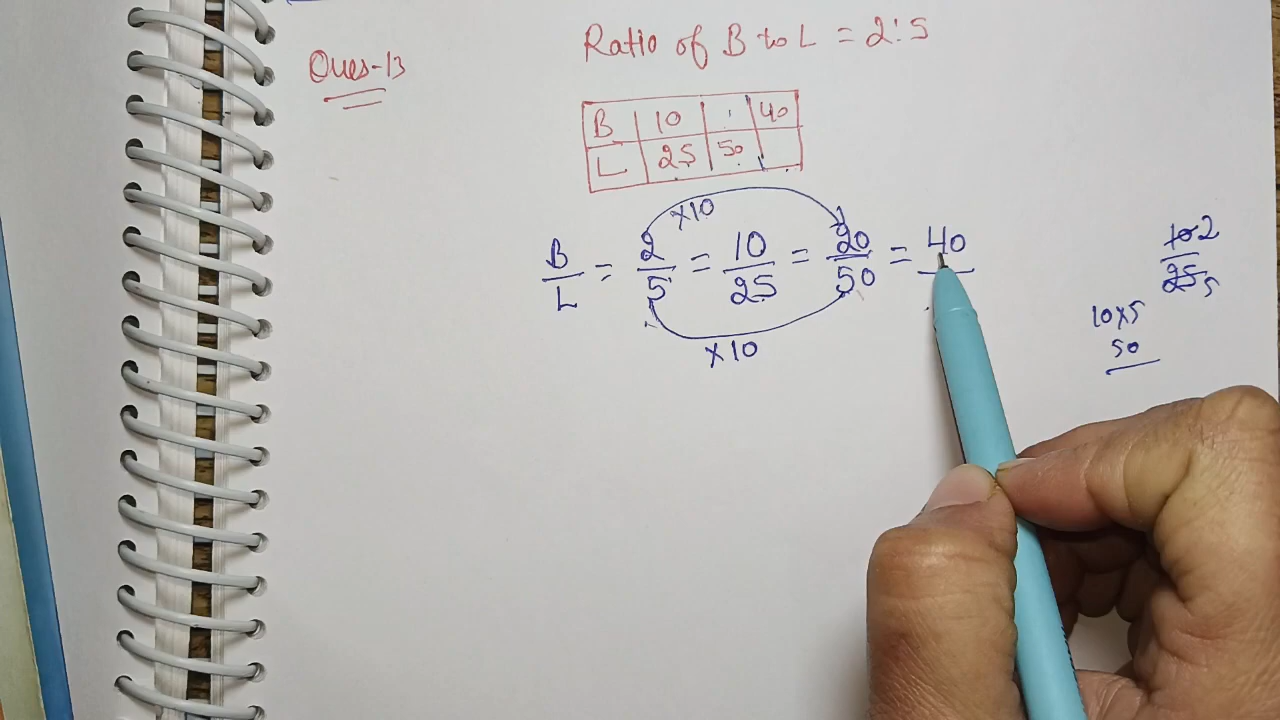 Ques-13
Ratio of B to L = 2:5
B 10 40
L 25 50
×10
B/L = 2/5 = 10/25 = 20/50 = 40/
×10
10 2
25 5
10×5
50